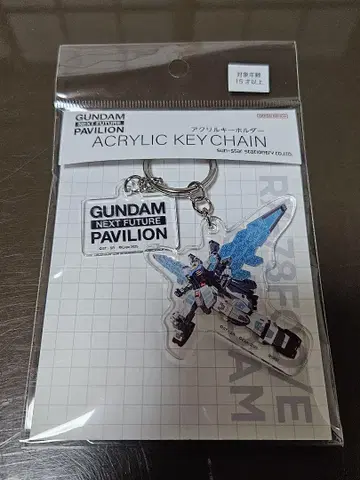 対象年齢
15才以上
GUNDAM
NEXT FUTURE
PAVILION
アクリルキーホルダー
ACRYLIC KEYCHAIN
sun-star stationery CO.,LTD.
GUNDAM
NEXT FUTURE
PAVILION